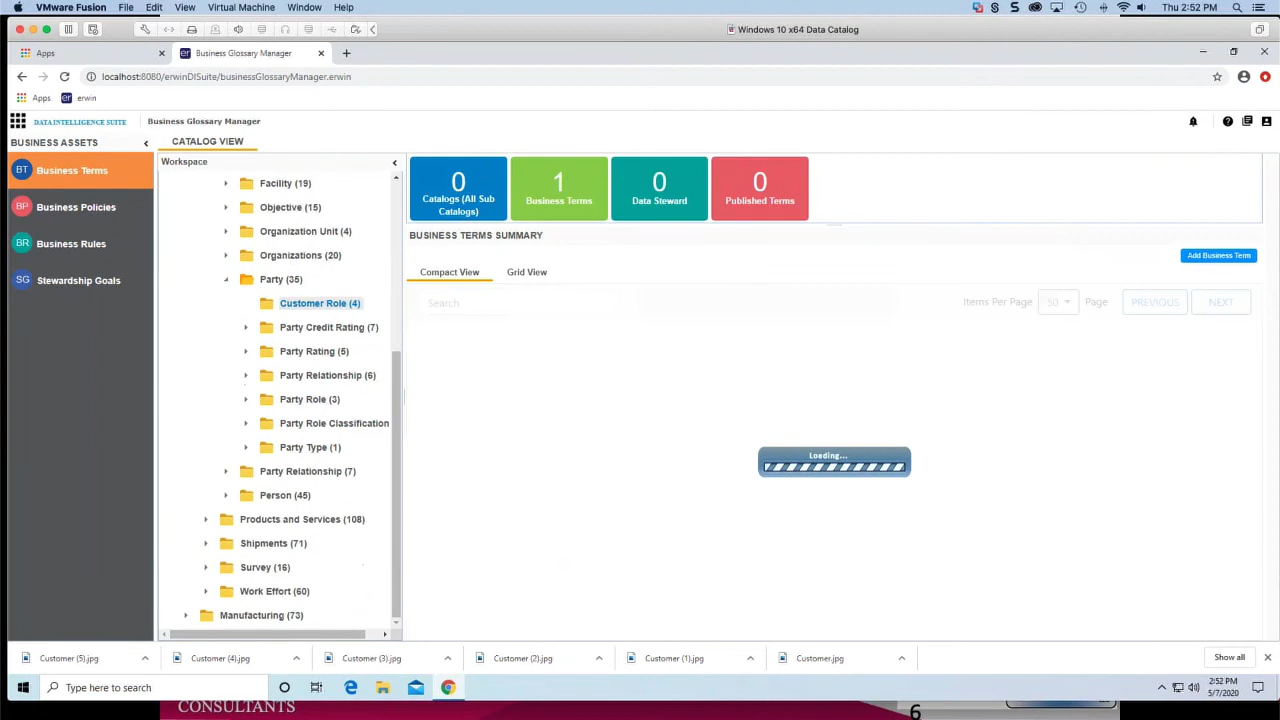 VMware Fusion File Edit View Virtual Machine Window Help Thu 2:52 PM
Windows 10 x64 Data Catalog
Apps Business Glossary Manager
localhost:8080/erwinDISuite/businessGlossaryManager.erwin
Apps erwin
DATA INTELLIGENCE SUITE Business Glossary Manager
BUSINESS ASSETS
BT Business Terms
BP Business Policies
BR Business Rules
SG Stewardship Goals
CATALOG VIEW
Workspace
Facility (19)
Objective (15)
Organization Unit (4)
Organizations (20)
Party (35)
Customer Role (4)
Party Credit Rating (7)
Party Rating (5)
Party Relationship (6)
Party Role (3)
Party Role Classification
Party Type (1)
Party Relationship (7)
Person (45)
Products and Services (108)
Shipments (71)
Survey (16)
Work Effort (60)
Manufacturing (73)
0
Catalogs (All Sub
Catalogs)
1
Business Terms
0
Data Steward
0
Published Terms
BUSINESS TERMS SUMMARY
Add Business Term
Compact View Grid View
Search Items Per Page 50 Page PREVIOUS NEXT
Loading...
Customer (5).jpg Customer (4).jpg Customer (3).jpg Customer (2).jpg Customer (1).jpg Customer.jpg Show all
Type here to search
2:52 PM
5/7/2020
CONSULTANTS
6